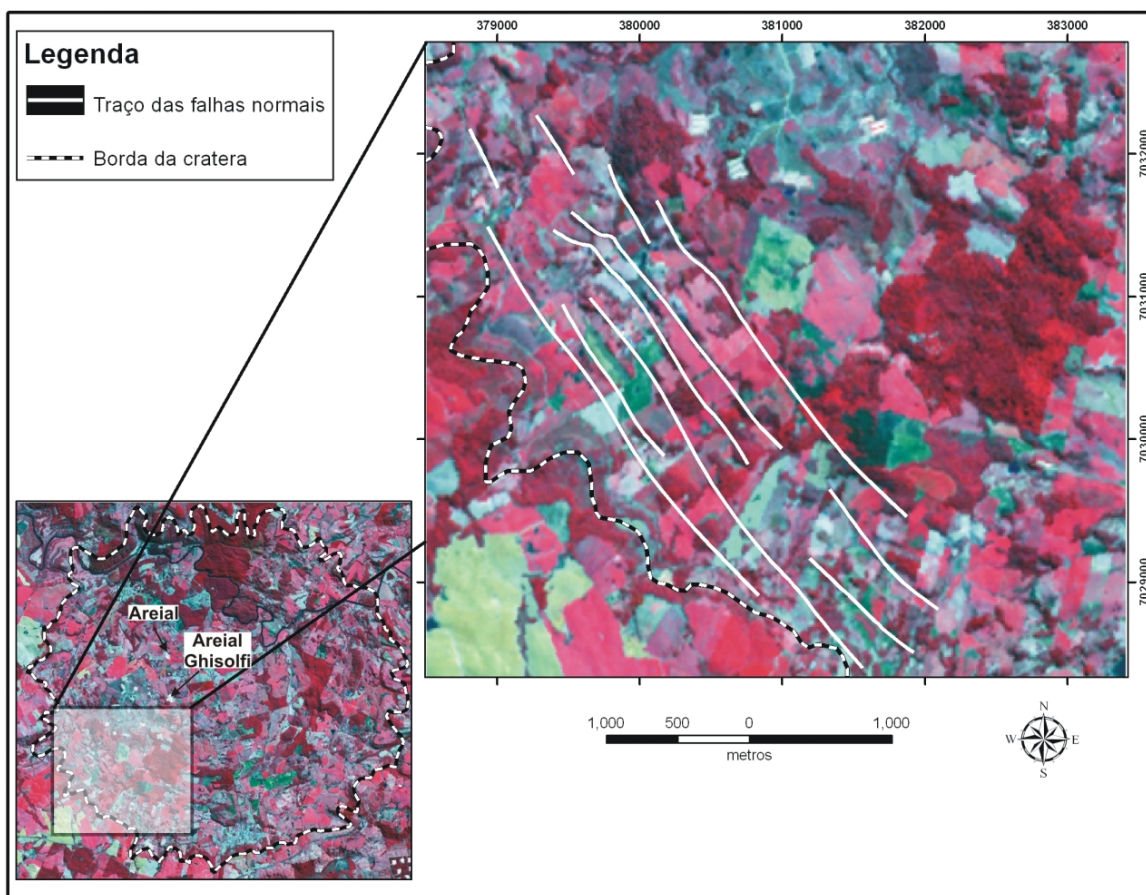 Legenda
Traço das falhas normais
Borda da cratera
379000 380000 381000 382000 383000
7032000
7031000
7030000
7029000
Areial
Areial
Ghisolfi
1,000 500 0 1,000
metros
N
W E
S